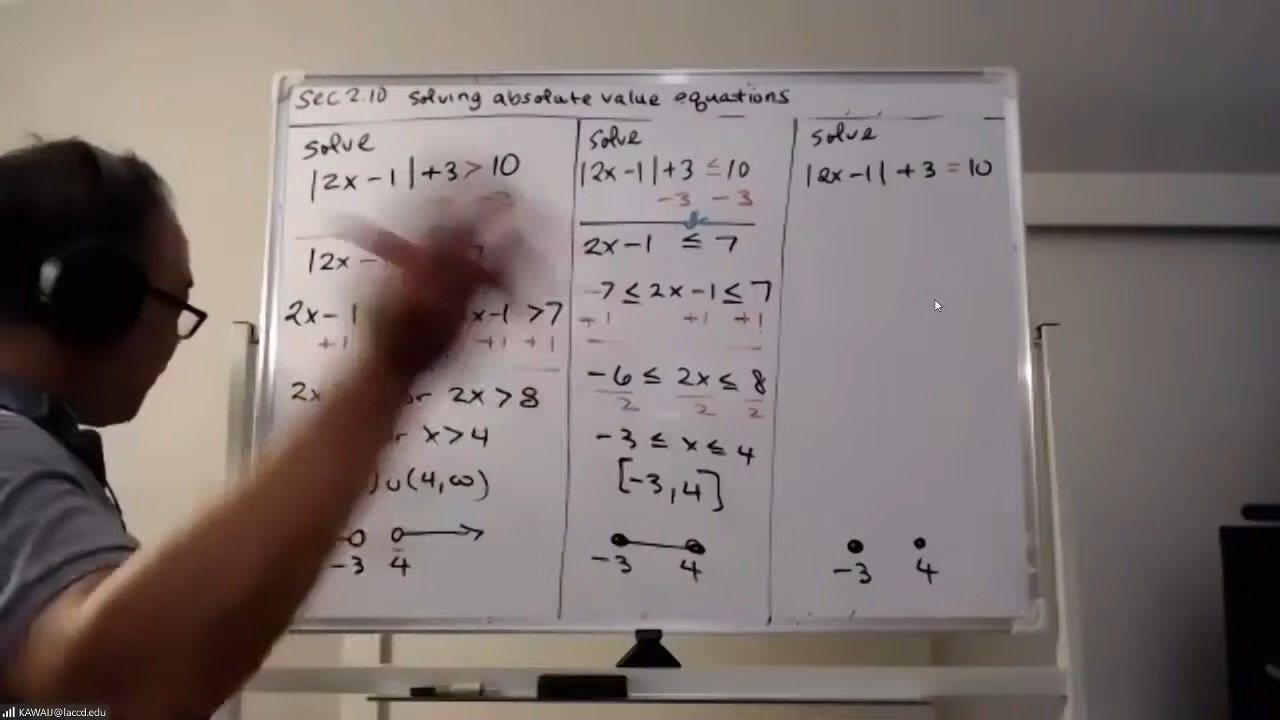 Sec 2.10 solving absolute value equations
solve
|2x - 1| + 3 > 10
|2x -
2x - 1 x - 1 > 7
+1 +1 +1
2x or 2x > 8
x > 4
∪ (4, ∞)
-3 4
solve
|2x - 1| + 3 ≤ 10
-3 -3
2x - 1 ≤ 7
-7 ≤ 2x - 1 ≤ 7
+1 +1 +1
-6 ≤ 2x ≤ 8
2 2 2
-3 ≤ x ≤ 4
[-3, 4]
-3 4
solve
|2x - 1| + 3 = 10
-3 4
KAWAIJ@laccd.edu